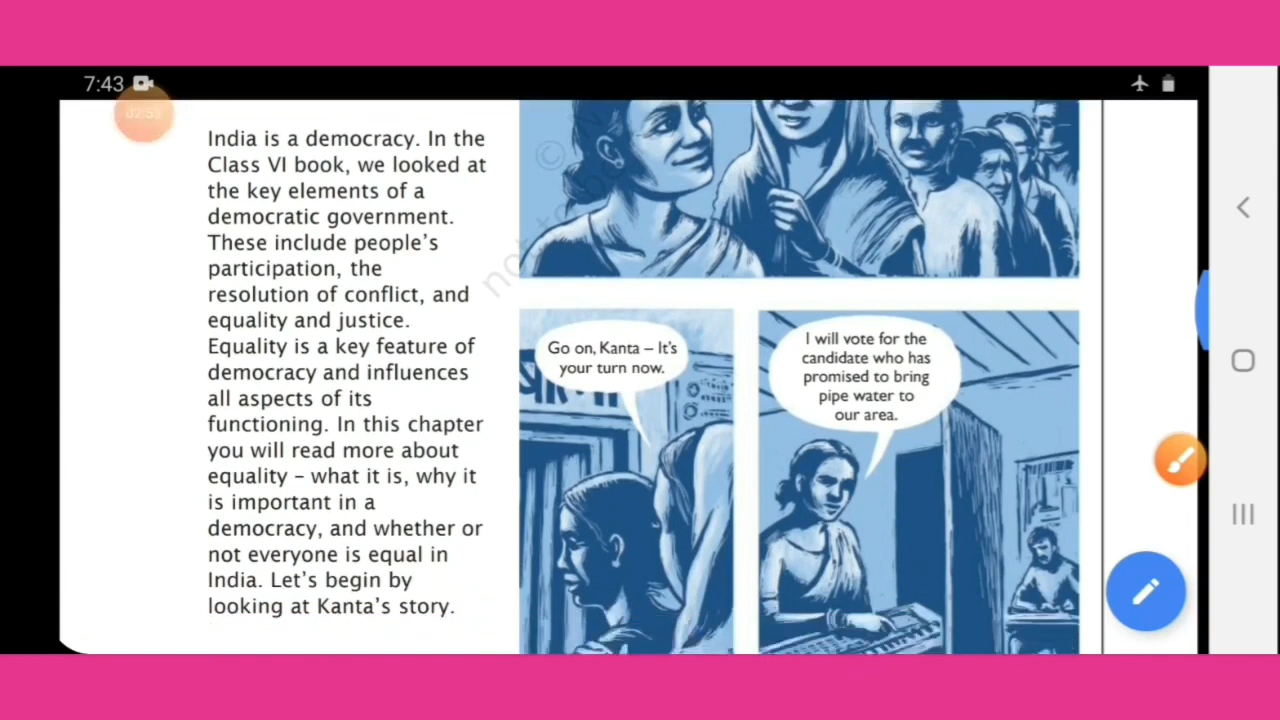 7:43
02:53
India is a democracy. In the
Class VI book, we looked at
the key elements of a
democratic government.
These include people's
participation, the
resolution of conflict, and
equality and justice.
Equality is a key feature of
democracy and influences
all aspects of its
functioning. In this chapter
you will read more about
equality – what it is, why it
is important in a
democracy, and whether or
not everyone is equal in
India. Let's begin by
looking at Kanta's story.
©
not to be
Go on, Kanta – It's
your turn now.
I will vote for the
candidate who has
promised to bring
pipe water to
our area.